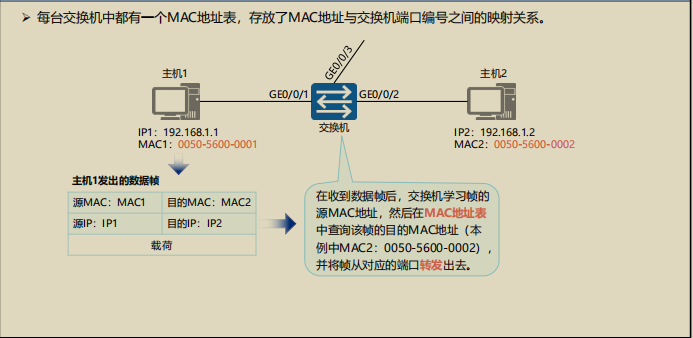 ➢ 每台交换机中都有一个MAC地址表，存放了MAC地址与交换机端口编号之间的映射关系。
GE0/0/3
主机1
主机2
GE0/0/1
GE0/0/2
交换机
IP1：192.168.1.1
MAC1：0050-5600-0001
IP2：192.168.1.2
MAC2：0050-5600-0002
主机1发出的数据帧
源MAC：MAC1
目的MAC：MAC2
源IP：IP1
目的IP：IP2
载荷
在收到数据帧后，交换机学习帧的
源MAC地址，然后在MAC地址表
中查询该帧的目的MAC地址（本
例中MAC2：0050-5600-0002），
并将帧从对应的端口转发出去。